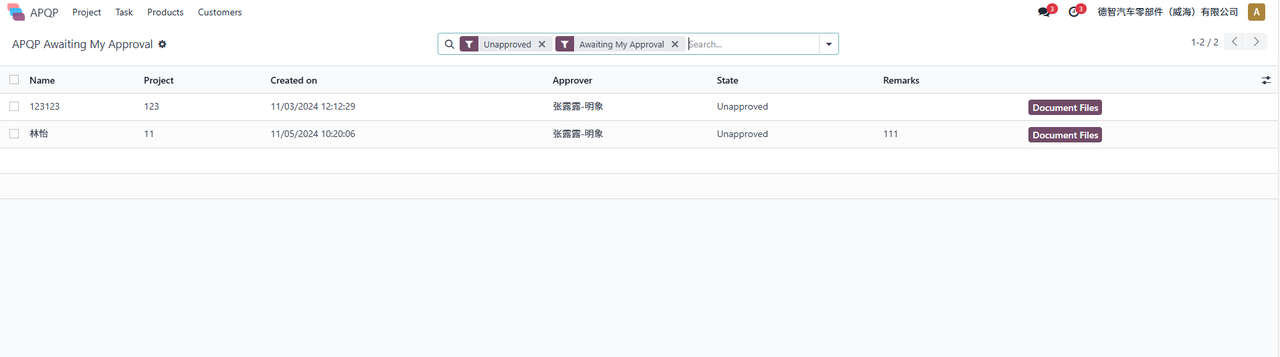 APQP Project Task Products Customers 3 3 德智汽车零部件（威海）有限公司 A
APQP Awaiting My Approval Unapproved Awaiting My Approval Search... 1-2 / 2
Name Project Created on Approver State Remarks
123123 123 11/03/2024 12:12:29 张露露-明象 Unapproved Document Files
林怡 11 11/05/2024 10:20:06 张露露-明象 Unapproved 111 Document Files